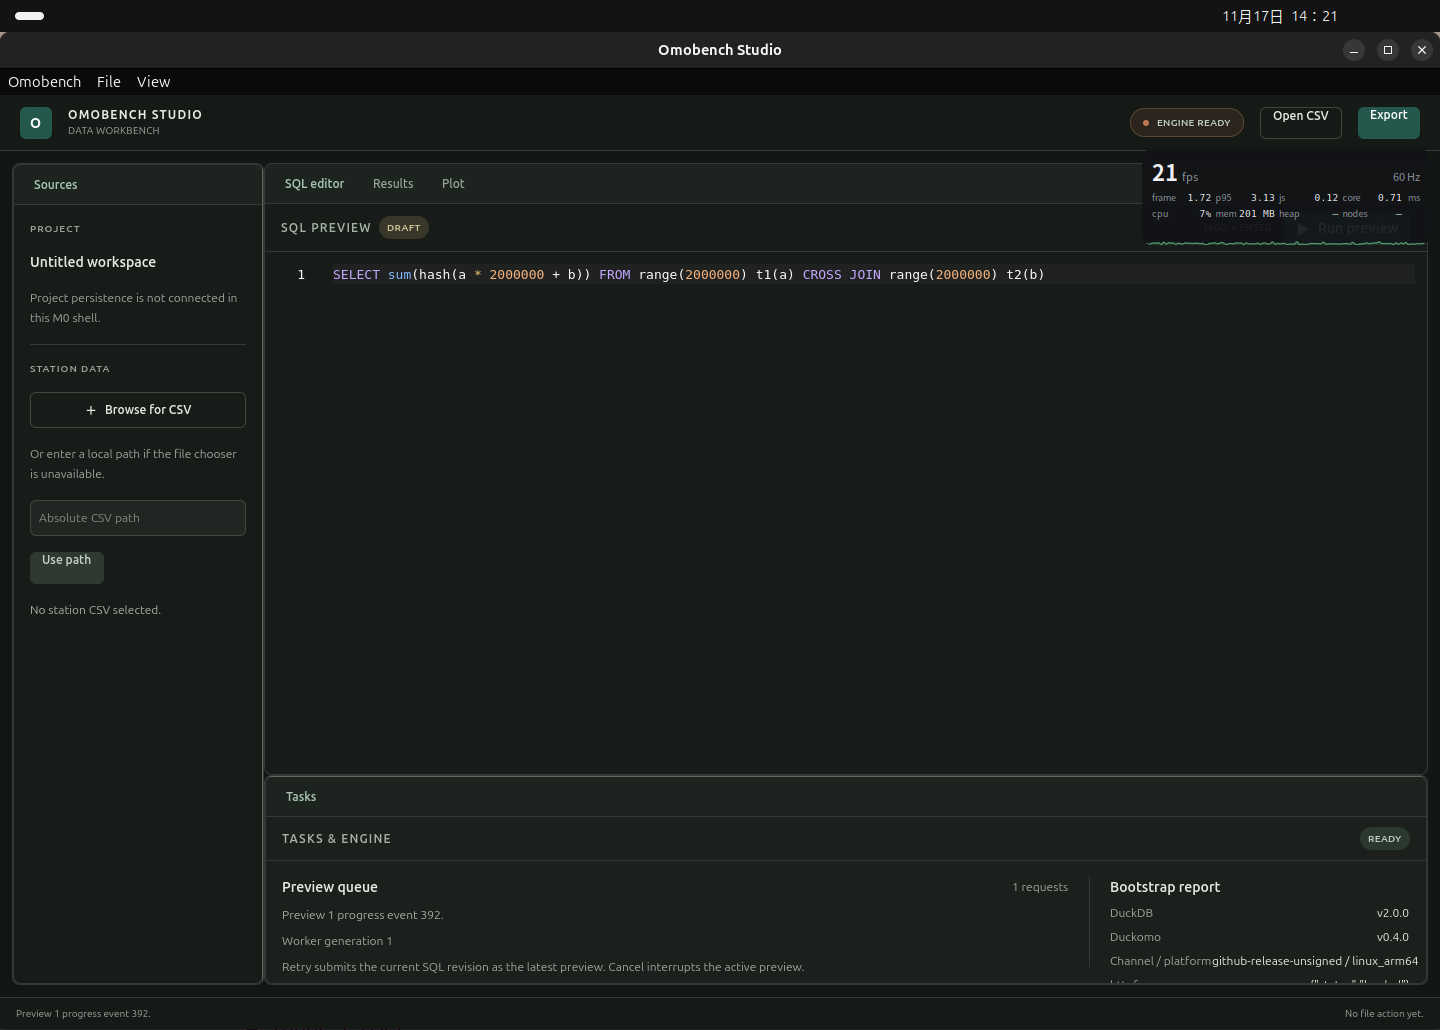 11月17日 14：21
Omobench Studio
Omobench File View
O
OMOBENCH STUDIO
DATA WORKBENCH
ENGINE READY
Open CSV
Export
21 fps 60 Hz
frame 1.72 p95 3.13 js 0.12 core 0.71 ms
cpu 7% mem 201 MB heap — nodes —
Sources
PROJECT
Untitled workspace
Project persistence is not connected in
this M0 shell.
STATION DATA
+ Browse for CSV
Or enter a local path if the file chooser
is unavailable.
Absolute CSV path
Use path
No station CSV selected.
SQL editor Results Plot
SQL PREVIEW DRAFT
MOD + ENTER
Run preview
1 SELECT sum(hash(a * 2000000 + b)) FROM range(2000000) t1(a) CROSS JOIN range(2000000) t2(b)
Tasks
TASKS & ENGINE
READY
Preview queue
1 requests
Preview 1 progress event 392.
Worker generation 1
Retry submits the current SQL revision as the latest preview. Cancel interrupts the active preview.
Bootstrap report
DuckDB v2.0.0
Duckomo v0.4.0
Channel / platform github-release-unsigned / linux_arm64
Preview 1 progress event 392.
No file action yet.